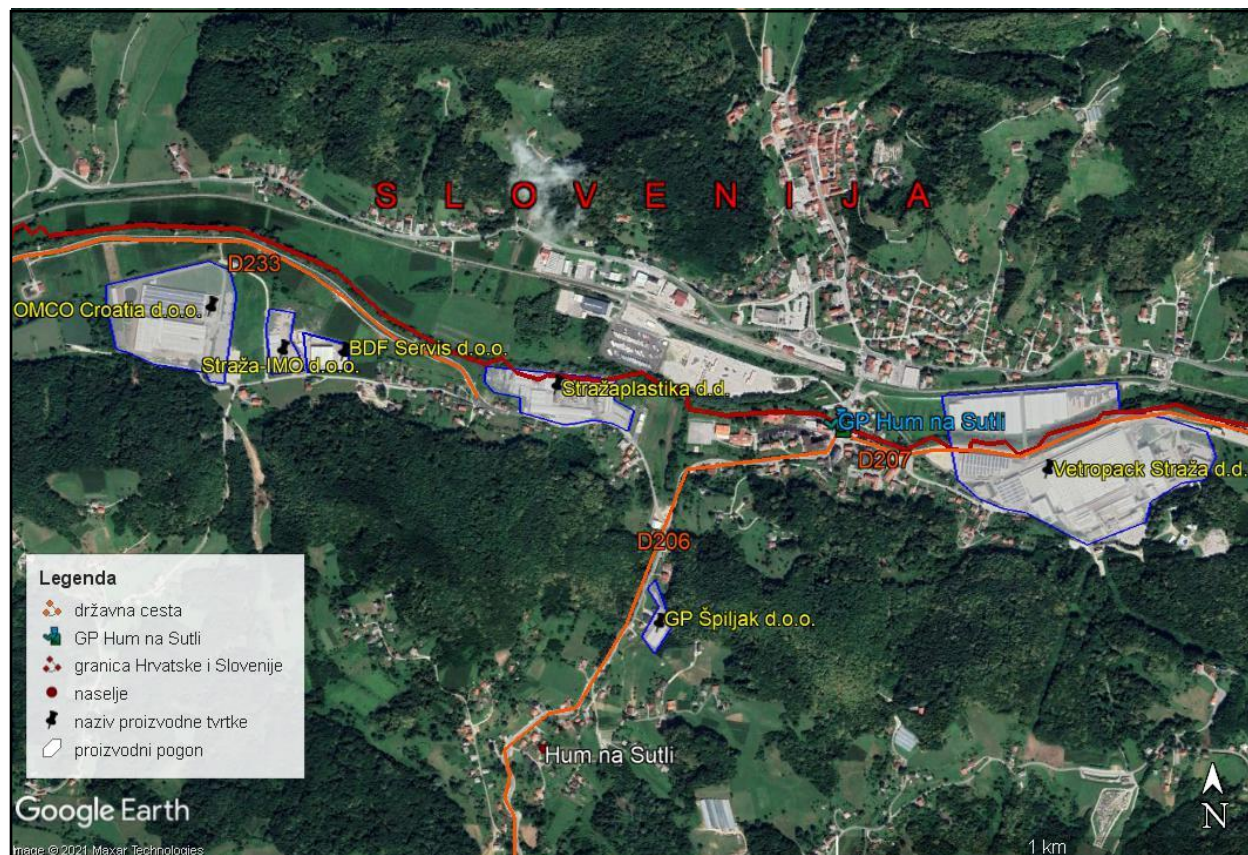 S L O V E N I J A
D233
OMCO Croatia d.o.o.
Straža-IMO d.o.o.
BDF Servis d.o.o.
Stražaplastika d.d.
GP Hum na Sutli
D207
Vetropack Straža d.d.
D206
GP Špiljak d.o.o.
Hum na Sutli
Legenda
državna cesta
GP Hum na Sutli
granica Hrvatske i Slovenije
naselje
naziv proizvodne tvrtke
proizvodni pogon
Google Earth
Image © 2021 Maxar Technologies
1 km
N